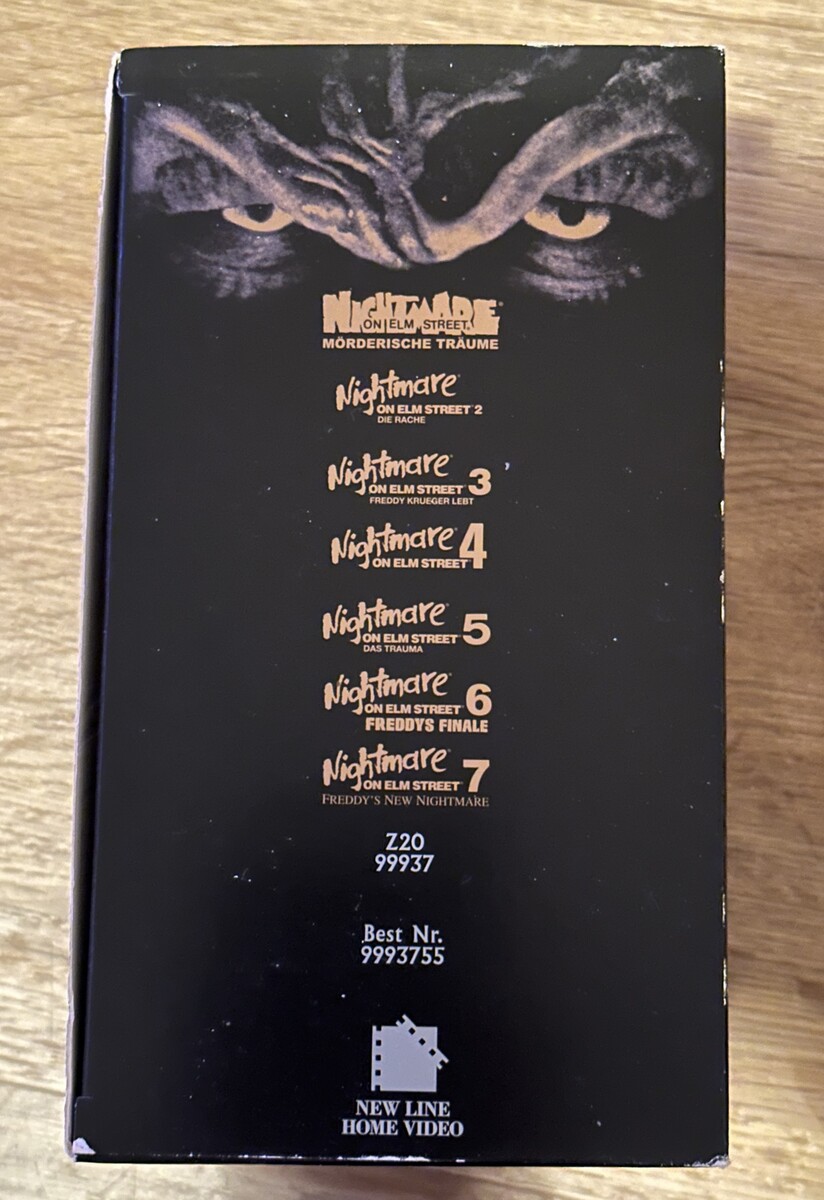 NIGHTMARE®
ON ELM STREET
MÖRDERISCHE TRÄUME
Nightmare
ON ELM STREET 2
DIE RACHE
Nightmare
ON ELM STREET 3
FREDDY KRUEGER LEBT
Nightmare
ON ELM STREET 4
Nightmare
ON ELM STREET 5
DAS TRAUMA
Nightmare
ON ELM STREET 6
FREDDYS FINALE
Nightmare
ON ELM STREET 7
FREDDY'S NEW NIGHTMARE
Z20
99937
Best Nr.
9993755
NEW LINE
HOME VIDEO